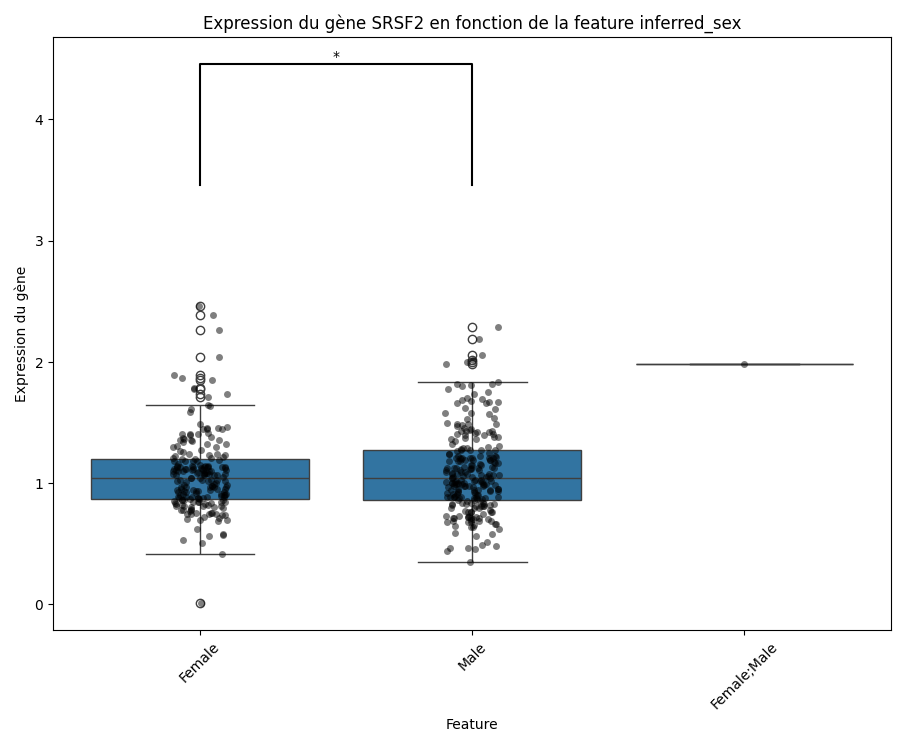 Expression du gène SRSF2 en fonction de la feature inferred_sex
*
4
3
2
1
0
Expression du gène
Female
Male
Female;Male
Feature